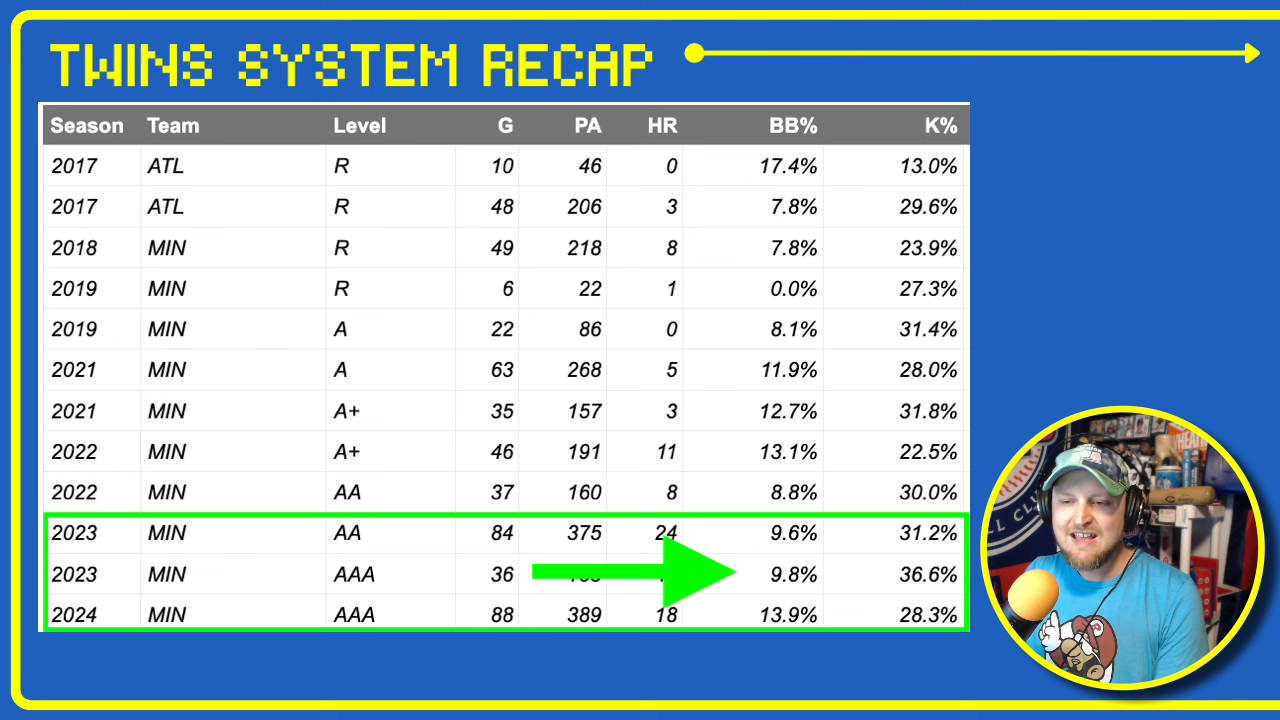 TWINS SYSTEM RECAP
Season Team Level G PA HR BB% K%
2017 ATL R 10 46 0 17.4% 13.0%
2017 ATL R 48 206 3 7.8% 29.6%
2018 MIN R 49 218 8 7.8% 23.9%
2019 MIN R 6 22 1 0.0% 27.3%
2019 MIN A 22 86 0 8.1% 31.4%
2021 MIN A 63 268 5 11.9% 28.0%
2021 MIN A+ 35 157 3 12.7% 31.8%
2022 MIN A+ 46 191 11 13.1% 22.5%
2022 MIN AA 37 160 8 8.8% 30.0%
2023 MIN AA 84 375 24 9.6% 31.2%
2023 MIN AAA 36 9.8% 36.6%
2024 MIN AAA 88 389 18 13.9% 28.3%